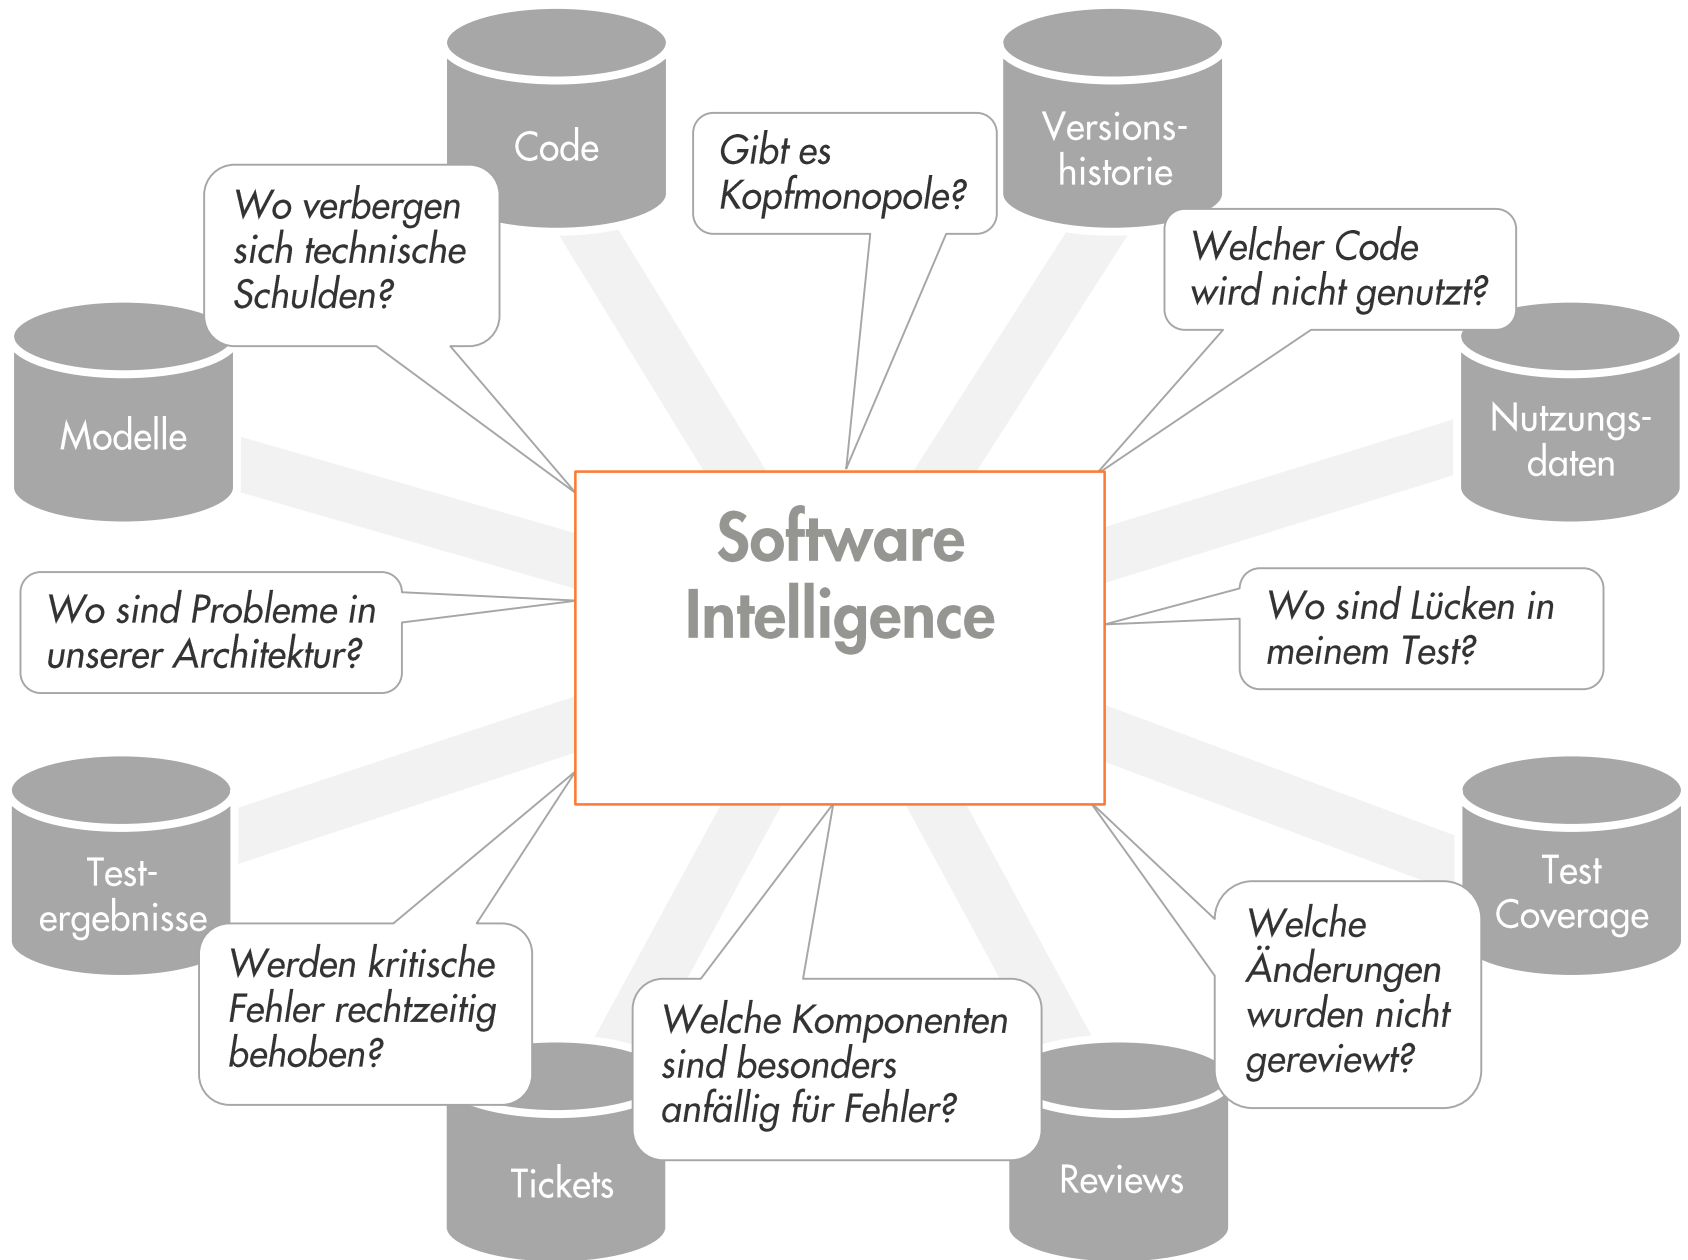 Code
Versions-
historie
Gibt es
Kopfmonopole?
Wo verbergen
sich technische
Schulden?
Welcher Code
wird nicht genutzt?
Modelle
Nutzungs-
daten
Software
Intelligence
Wo sind Probleme in
unserer Architektur?
Wo sind Lücken in
meinem Test?
Test-
ergebnisse
Test
Coverage
Werden kritische
Fehler rechtzeitig
behoben?
Welche Komponenten
sind besonders
anfällig für Fehler?
Welche
Änderungen
wurden nicht
gereviewt?
Tickets
Reviews